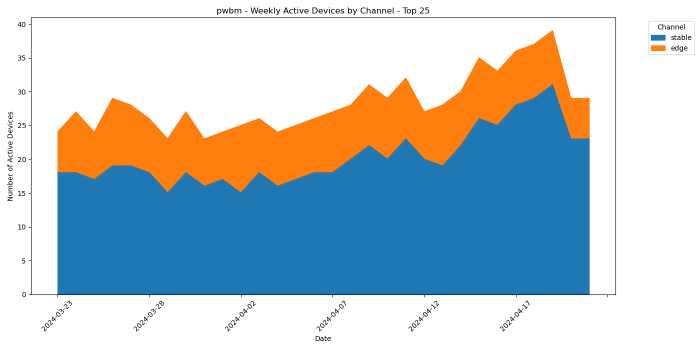 pwbm - Weekly Active Devices by Channel - Top 25
Channel
stable
edge
Number of Active Devices
40
35
30
25
20
15
10
5
0
2024-03-23
2024-03-28
2024-04-02
2024-04-07
2024-04-12
2024-04-17
Date